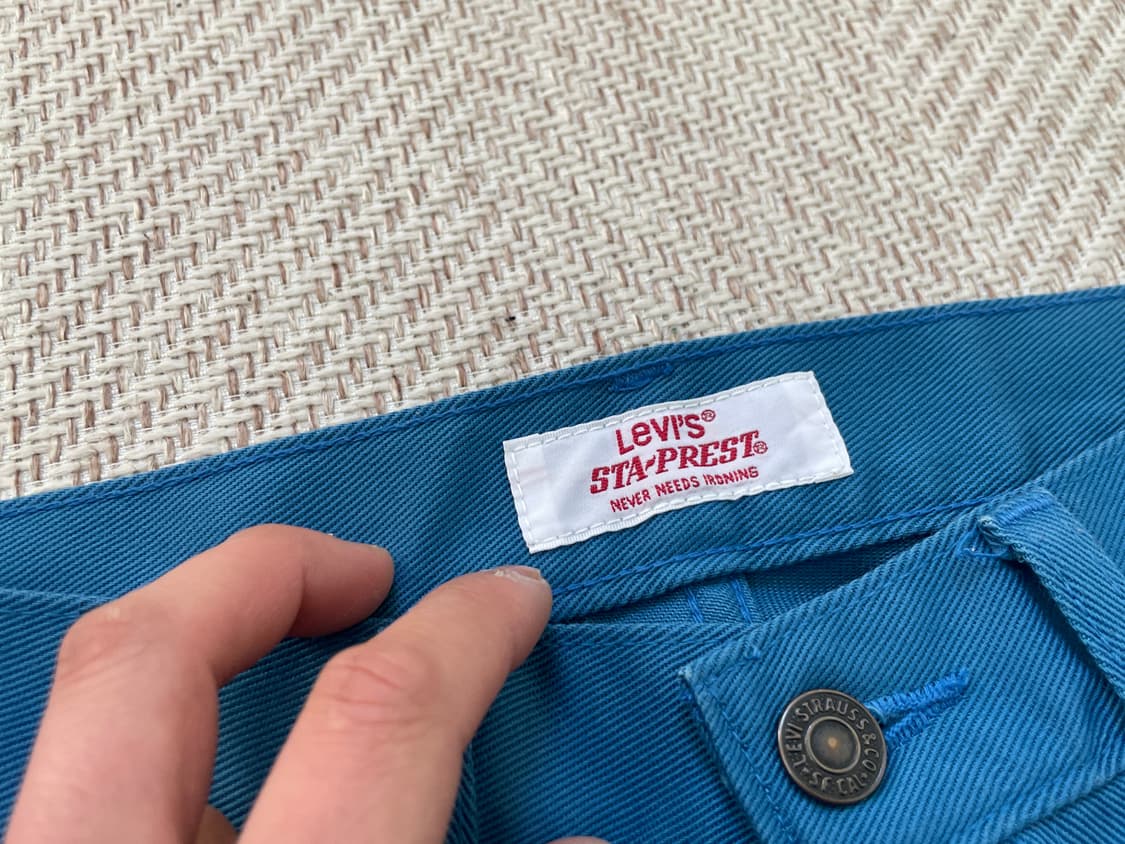 Levi's®
STA-PREST®
NEVER NEEDS IRONING
LEVI STRAUSS & CO
S.F. CAL